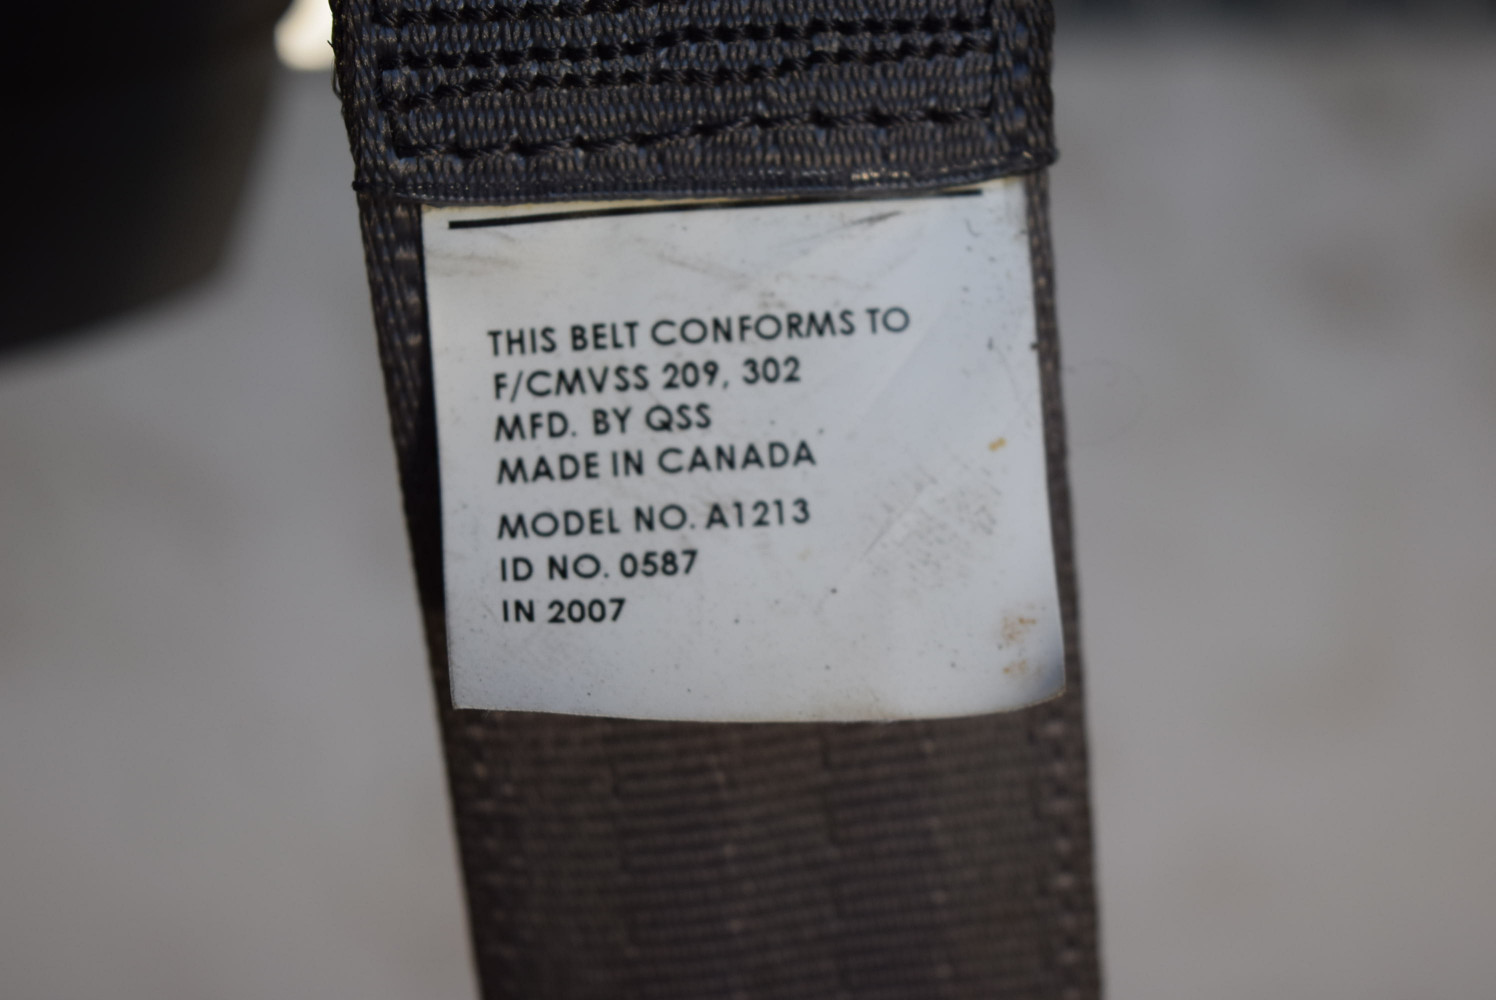 THIS BELT CONFORMS TO
F/CMVSS 209, 302
MFD. BY QSS
MADE IN CANADA
MODEL NO. A1213
ID NO. 0587
IN 2007